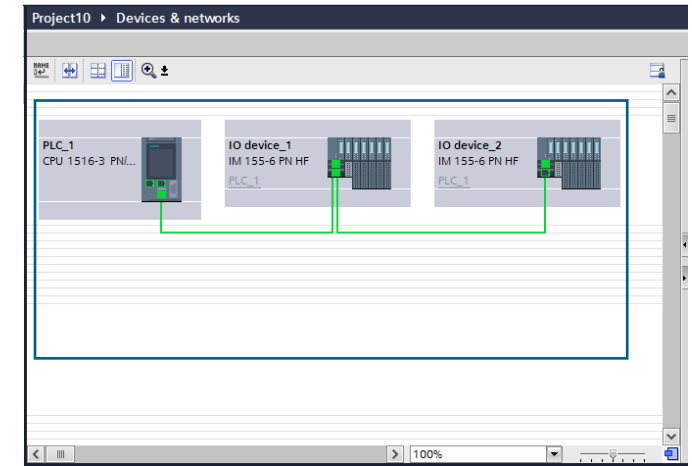 Project10 ▸ Devices & networks
NAME
PLC_1
CPU 1516-3 PN/...
IO device_1
IM 155-6 PN HF
PLC_1
IO device_2
IM 155-6 PN HF
PLC_1
100%